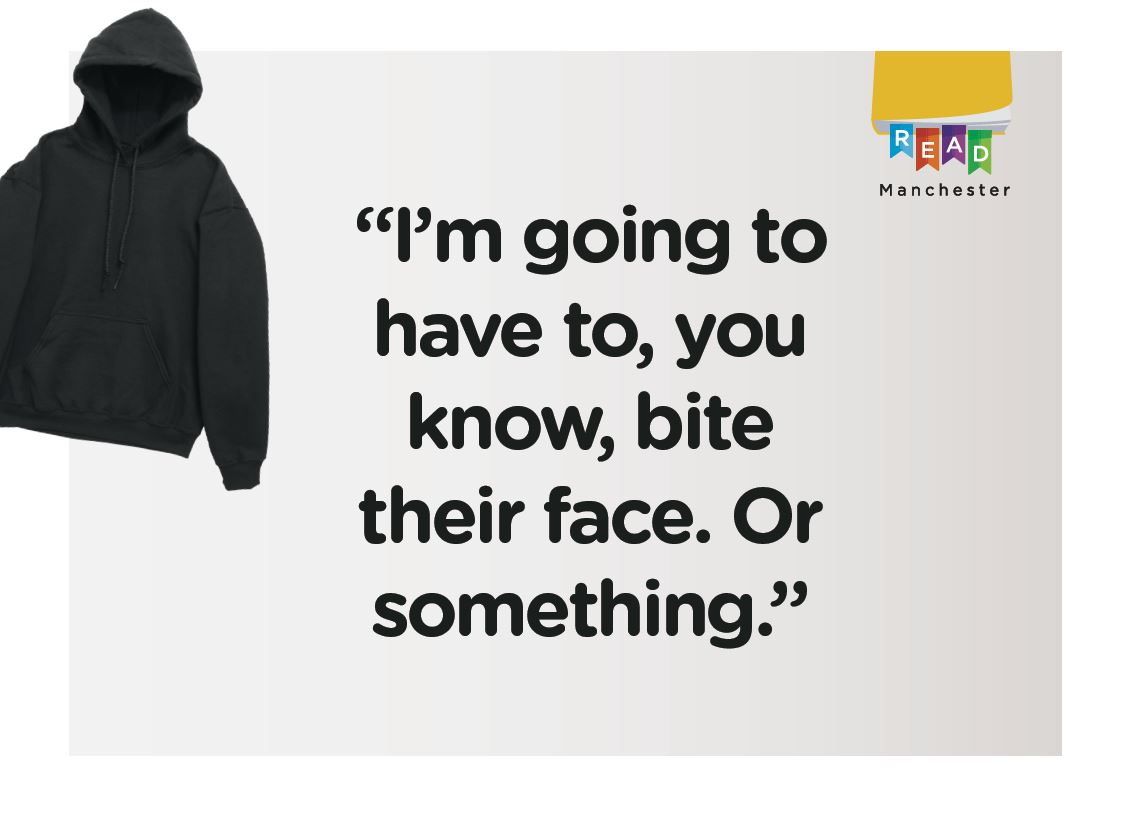 READ
Manchester
“I’m going to
have to, you
know, bite
their face. Or
something.”